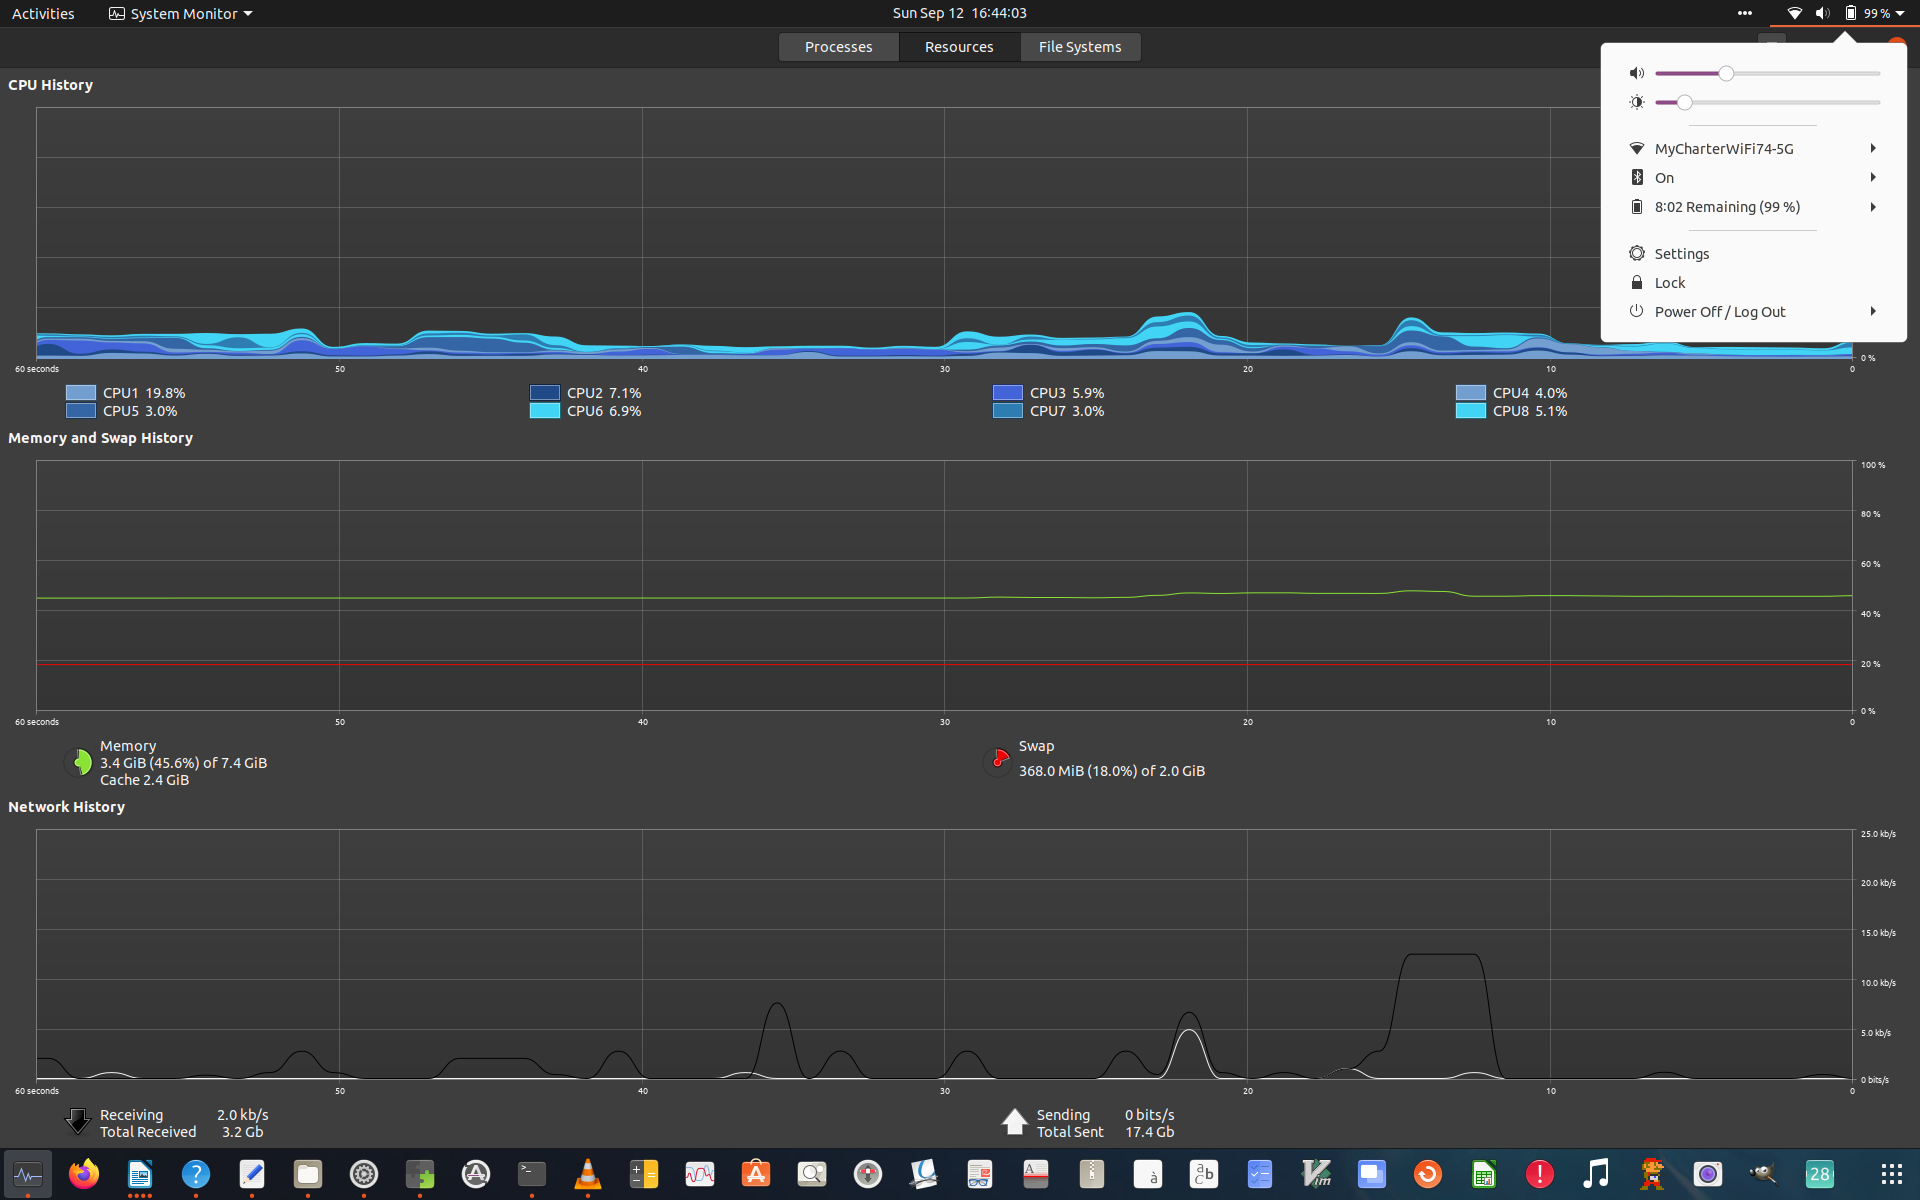 Activities System Monitor Sun Sep 12 16:44:03 99 %
Processes Resources File Systems
CPU History
MyCharterWiFi74-5G
On
8:02 Remaining (99 %)
Settings
Lock
Power Off / Log Out
0 %
60 seconds 50 40 30 20 10 0
CPU1 19.8% CPU2 7.1% CPU3 5.9% CPU4 4.0%
CPU5 3.0% CPU6 6.9% CPU7 3.0% CPU8 5.1%
Memory and Swap History
100 %
80 %
60 %
40 %
20 %
0 %
60 seconds 50 40 30 20 10 0
Memory
3.4 GiB (45.6%) of 7.4 GiB
Cache 2.4 GiB
Swap
368.0 MiB (18.0%) of 2.0 GiB
Network History
25.0 kb/s
20.0 kb/s
15.0 kb/s
10.0 kb/s
5.0 kb/s
0 bits/s
60 seconds 50 40 30 20 10 0
Receiving 2.0 kb/s Sending 0 bits/s
Total Received 3.2 Gb Total Sent 17.4 Gb
28